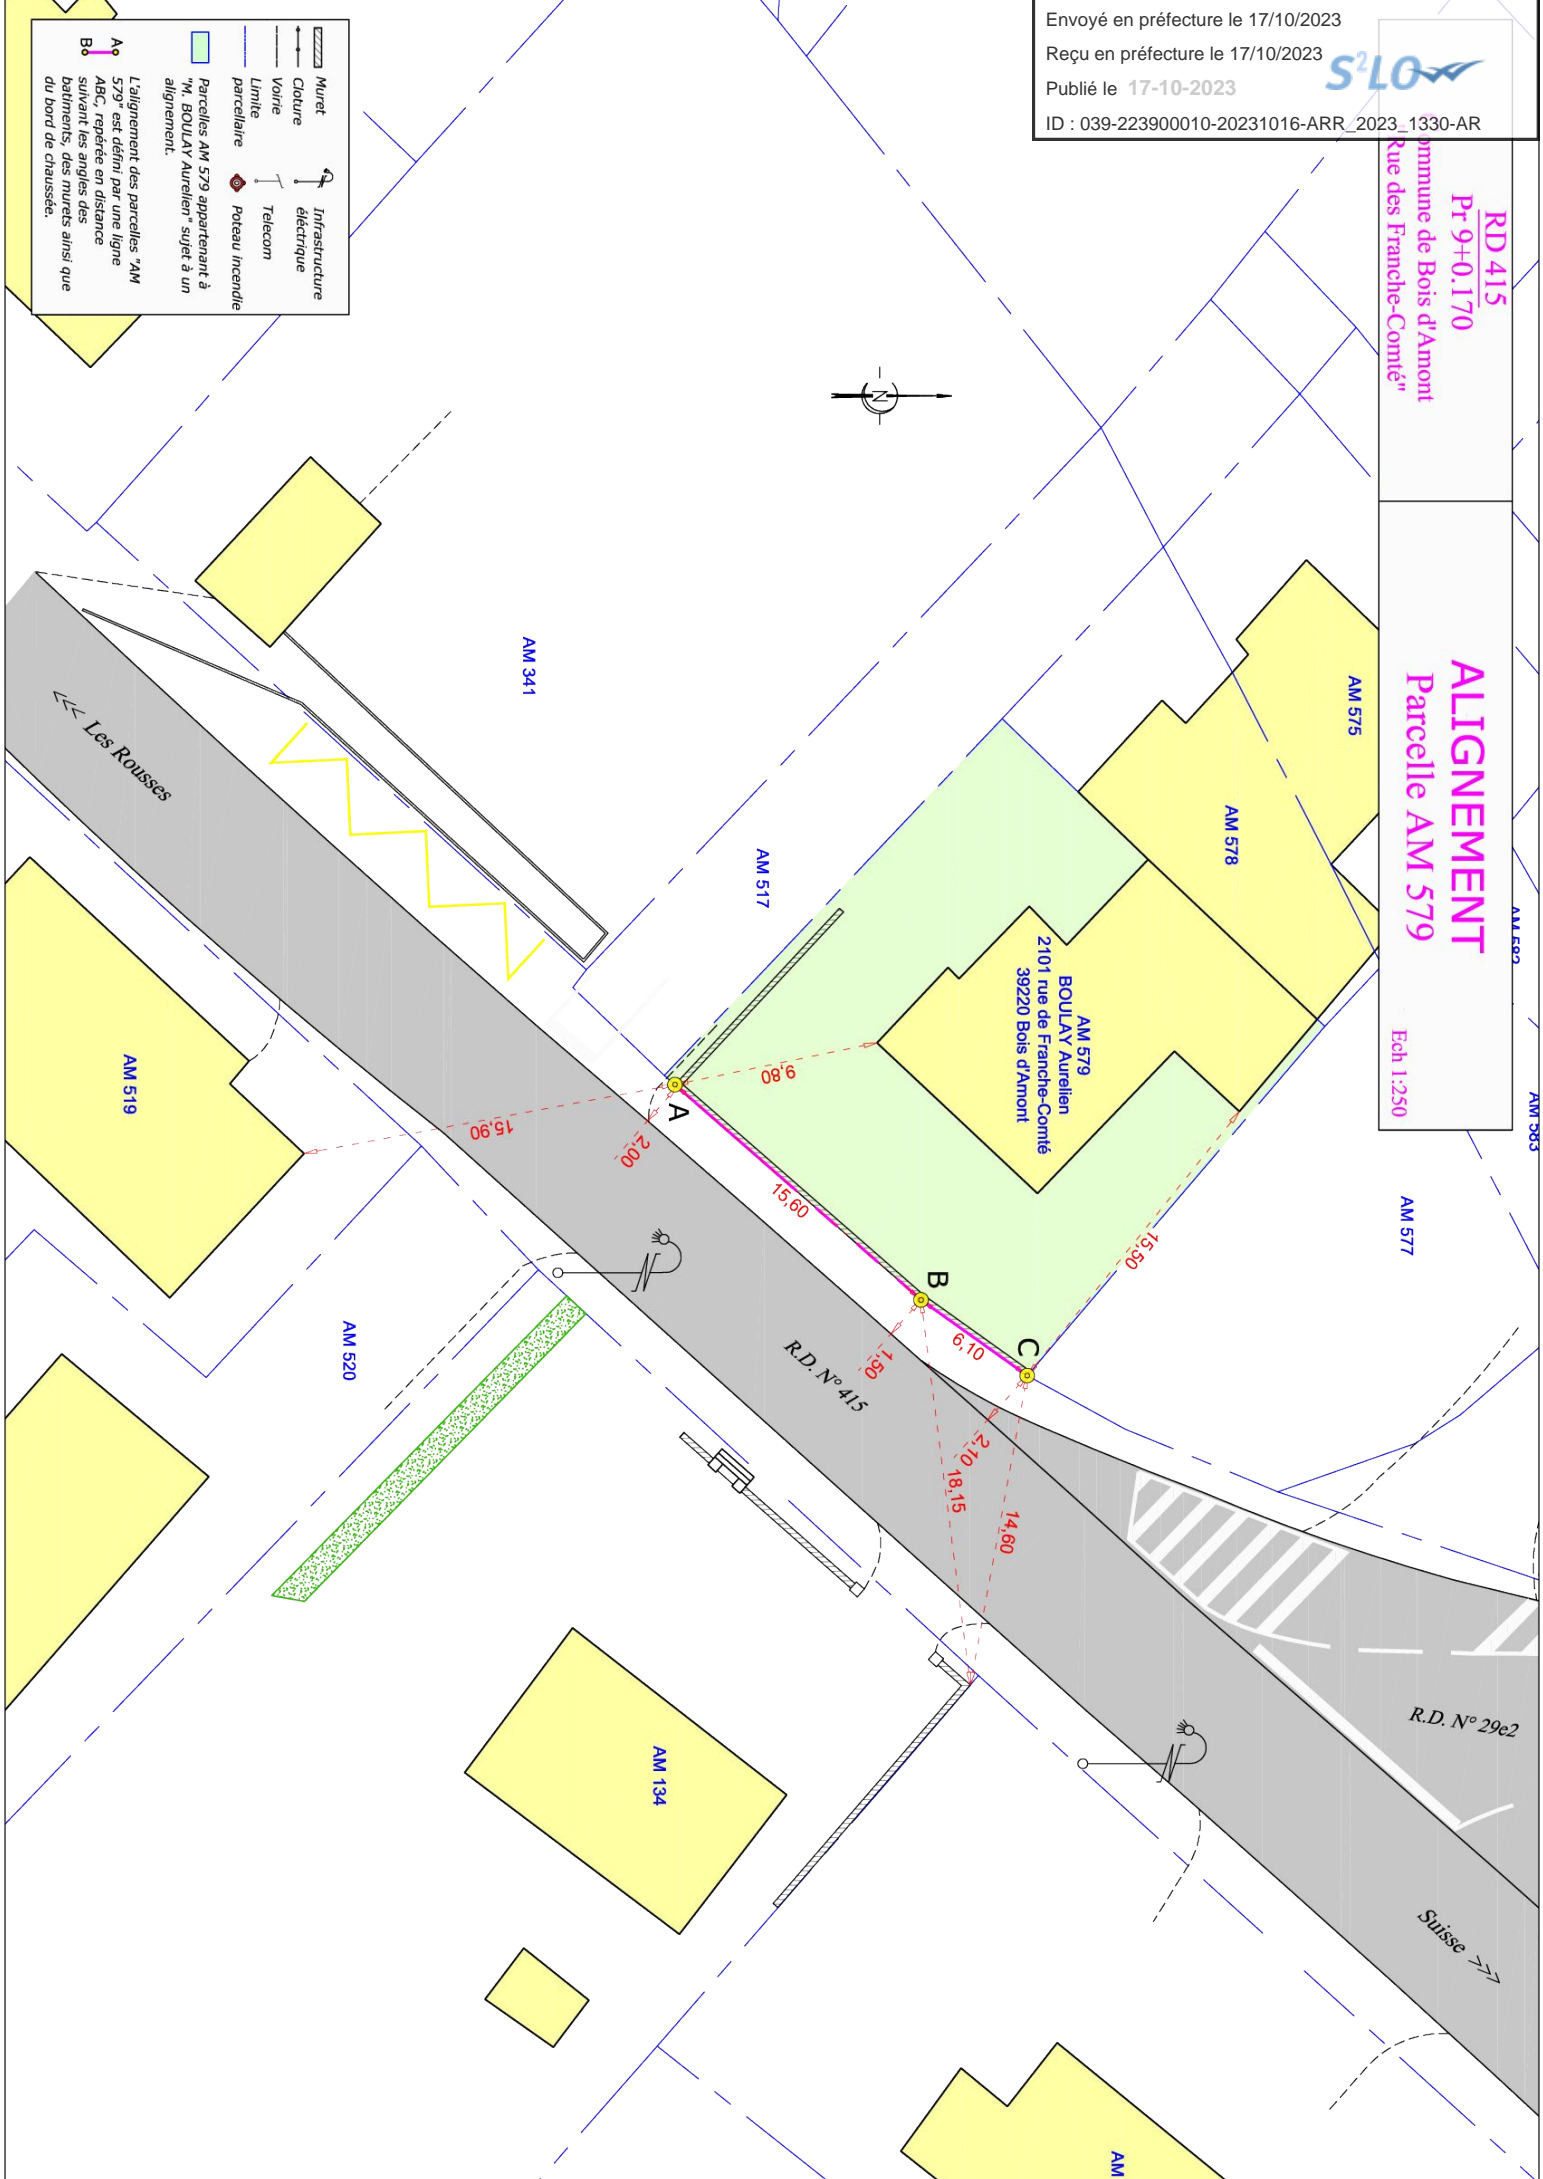 Envoyé en préfecture le 17/10/2023
Reçu en préfecture le 17/10/2023
Publié le 17-10-2023
S²LO
ID : 039-223900010-20231016-ARR_2023_1330-AR
RD 415
Pr 9+0.170
Commune de Bois d'Amont
"Rue des Franche-Comté"
ALIGNEMENT
Parcelle AM 579
Ech 1:250
Muret
Cloture
Voirie
Limite
parcellaire
Infrastructure
éléctrique
Telecom
Poteau incendie
Parcelles AM 579 appartenant à
"M. BOULAY Aurelien" sujet à un
alignement.
A
B
L'alignement des parcelles "AM
579" est défini par une ligne
ABC, repérée en distance
suivant les angles des
batiments, des murets ainsi que
du bord de chaussée.
N
AM 582
AM 583
AM 575
AM 578
AM 577
AM 341
AM 517
AM 579
BOULAY Aurelien
2101 rue de Franche-Comté
39220 Bois d'Amont
<<< Les Rousses
9,80
15,90
2,00
A
15,60
B
6,10
C
15,50
1,50
2,10
18,15
14,60
AM 519
AM 520
R.D. N° 415
R.D. N° 29e2
Suisse >>>
AM 134
AM